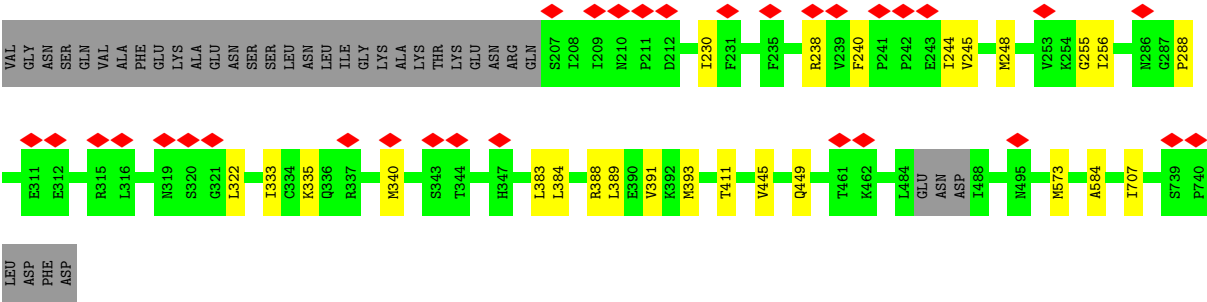 VAL GLY ASN SER GLN VAL ALA PHE GLU LYS ALA GLU ASN SER SER LEU ASN LEU ILE GLY LYS ALA LYS THR LYS GLU ASN ARG GLN S207 I208 I209 N210 P211 D212 I230 F231 F235 R238 V239 F240 P241 P242 E243 I244 V245 M248 V253 K254 G255 I256 N286 G287 P288
E311 E312 R315 L316 N319 S320 G321 L322 I333 C334 K335 Q336 R337 M340 S343 T344 H347 L383 L384 R388 L389 E390 V391 K392 M393 T411 V445 Q449 T461 K462 L484 GLU ASN ASP I488 N495 M573 A584 I707 S739 P740
LEU ASP PHE ASP